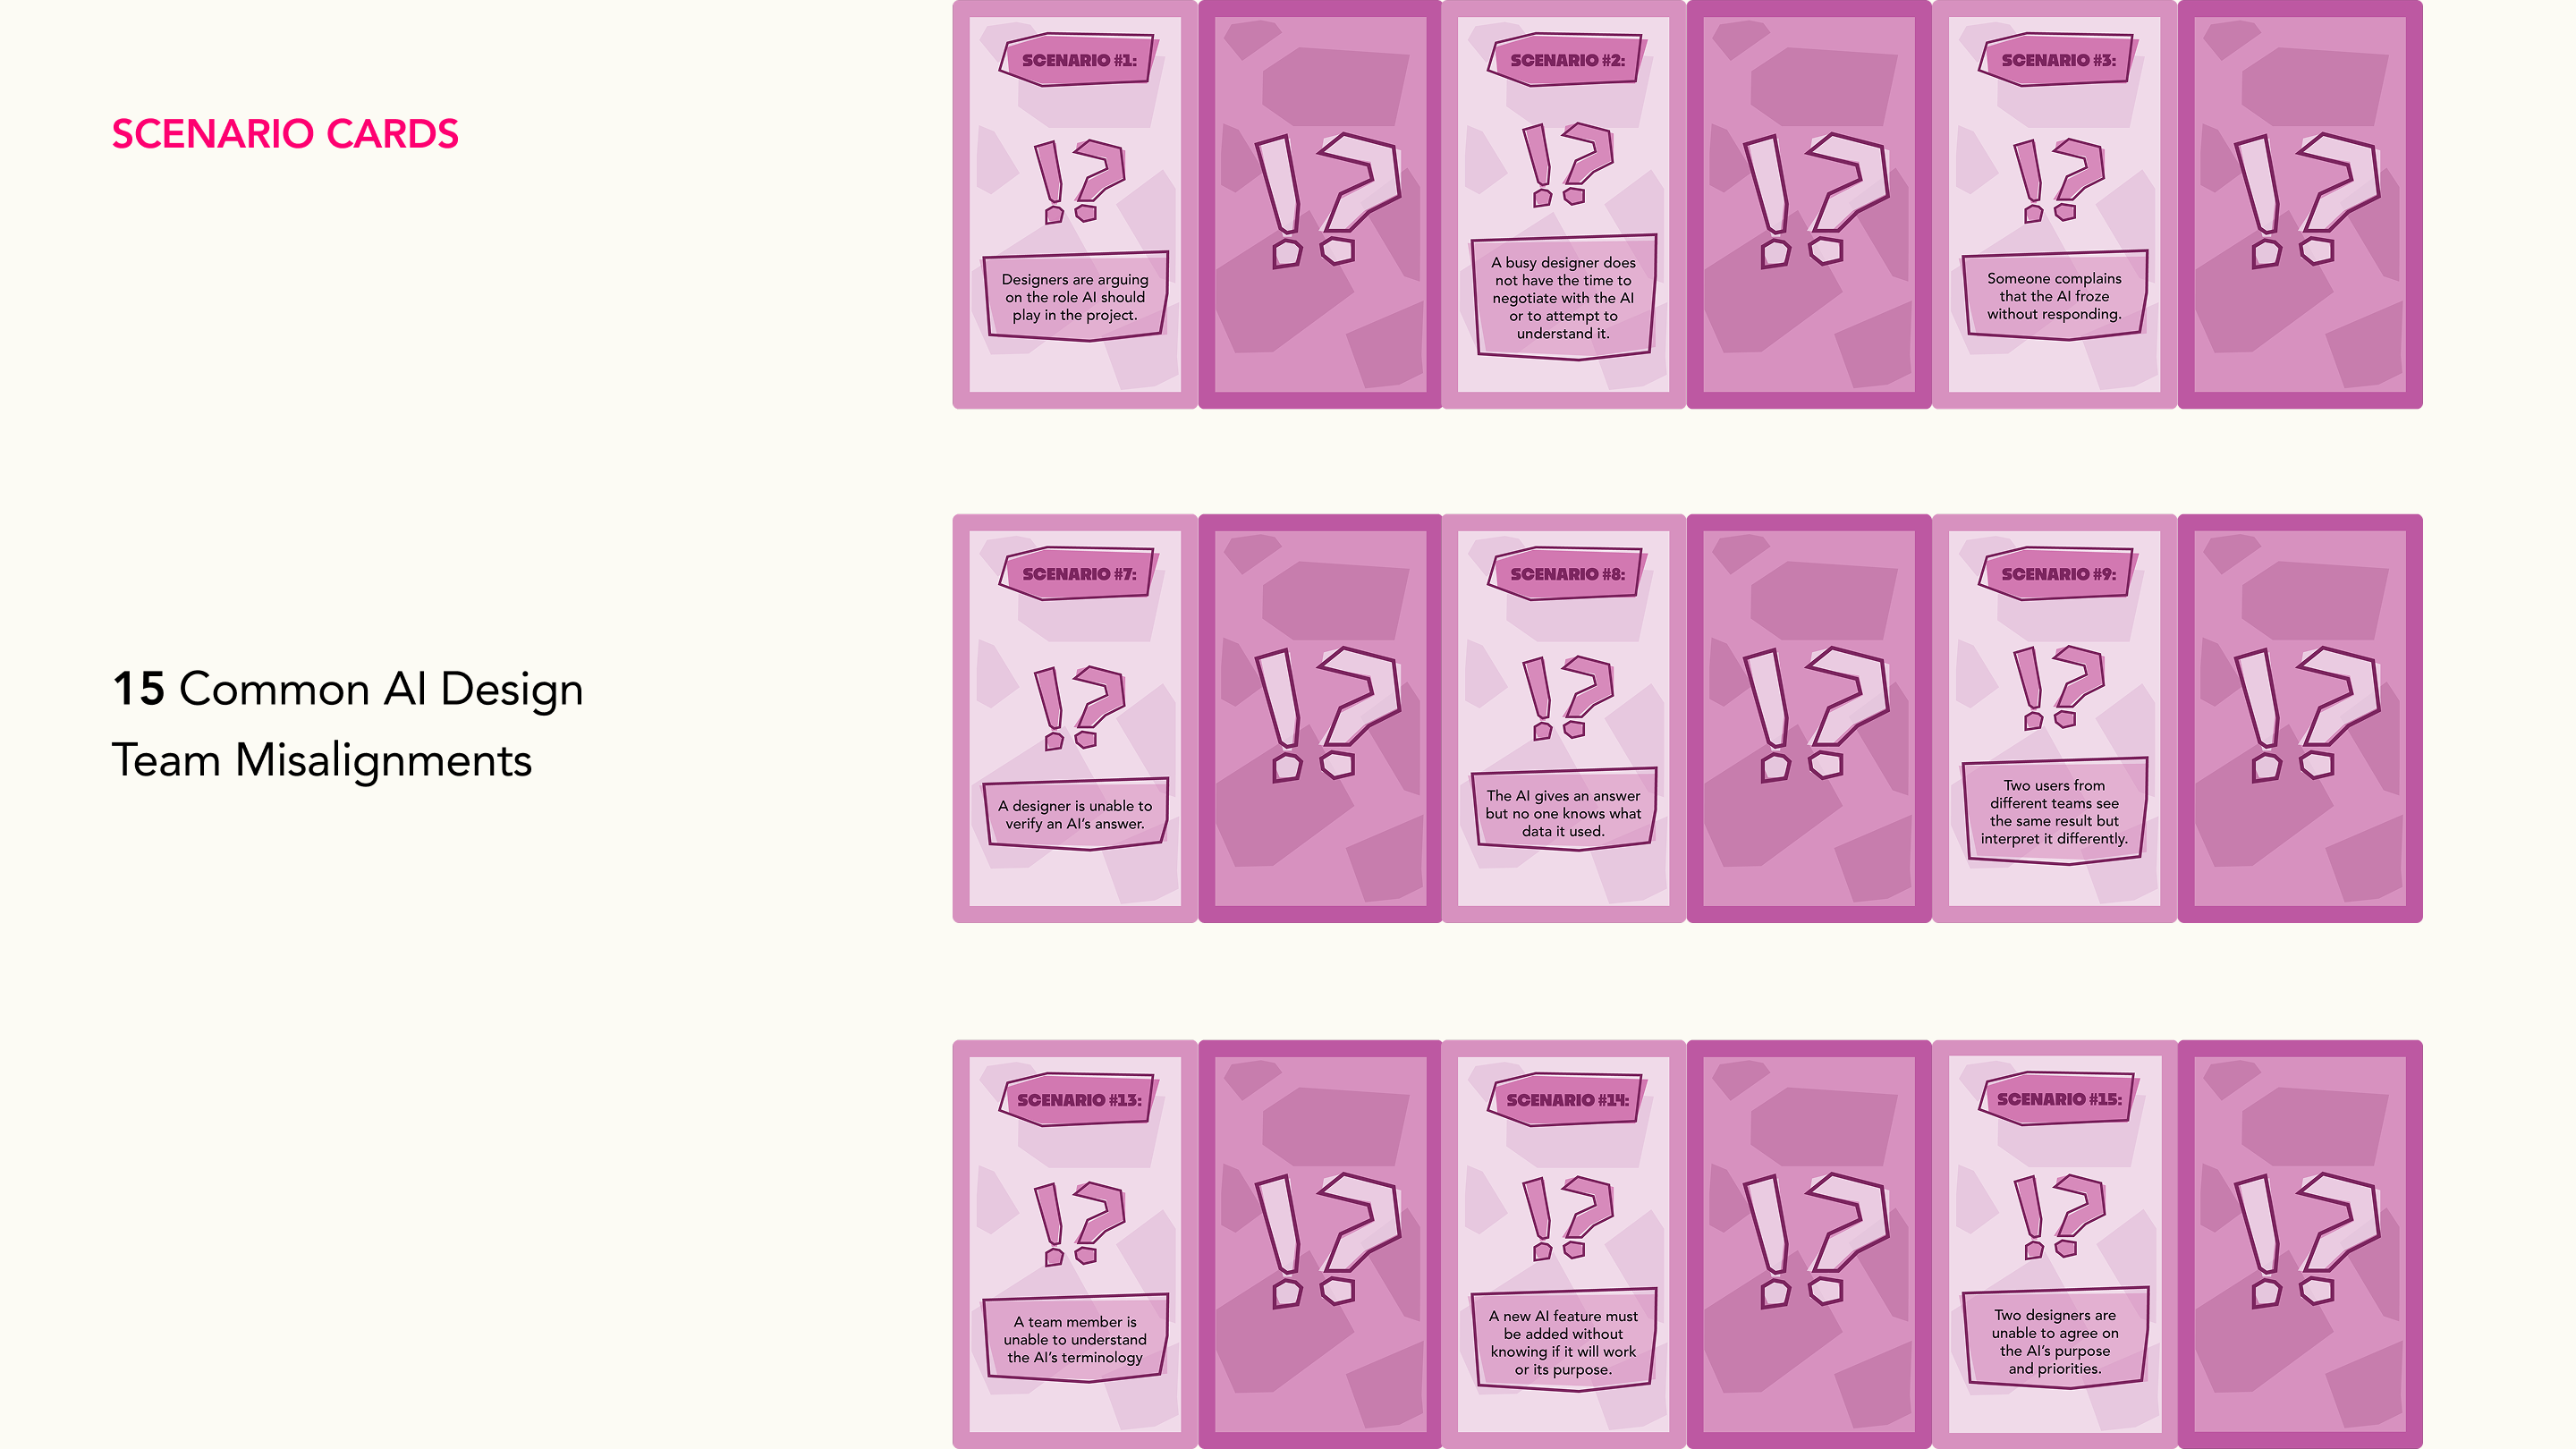 SCENARIO CARDS
15 Common AI Design
Team Misalignments
SCENARIO #1:
!?
Designers are arguing
on the role AI should
play in the project.
!?
SCENARIO #2:
!?
A busy designer does
not have the time to
negotiate with the AI
or to attempt to
understand it.
!?
SCENARIO #3:
!?
Someone complains
that the AI froze
without responding.
!?
SCENARIO #7:
!?
A designer is unable to
verify an AI's answer.
!?
SCENARIO #8:
!?
The AI gives an answer
but no one knows what
data it used.
!?
SCENARIO #9:
!?
Two users from
different teams see
the same result but
interpret it differently.
!?
SCENARIO #13:
!?
A team member is
unable to understand
the AI's terminology
!?
SCENARIO #14:
!?
A new AI feature must
be added without
knowing if it will work
or its purpose.
!?
SCENARIO #15:
!?
Two designers are
unable to agree on
the AI's purpose
and priorities.
!?